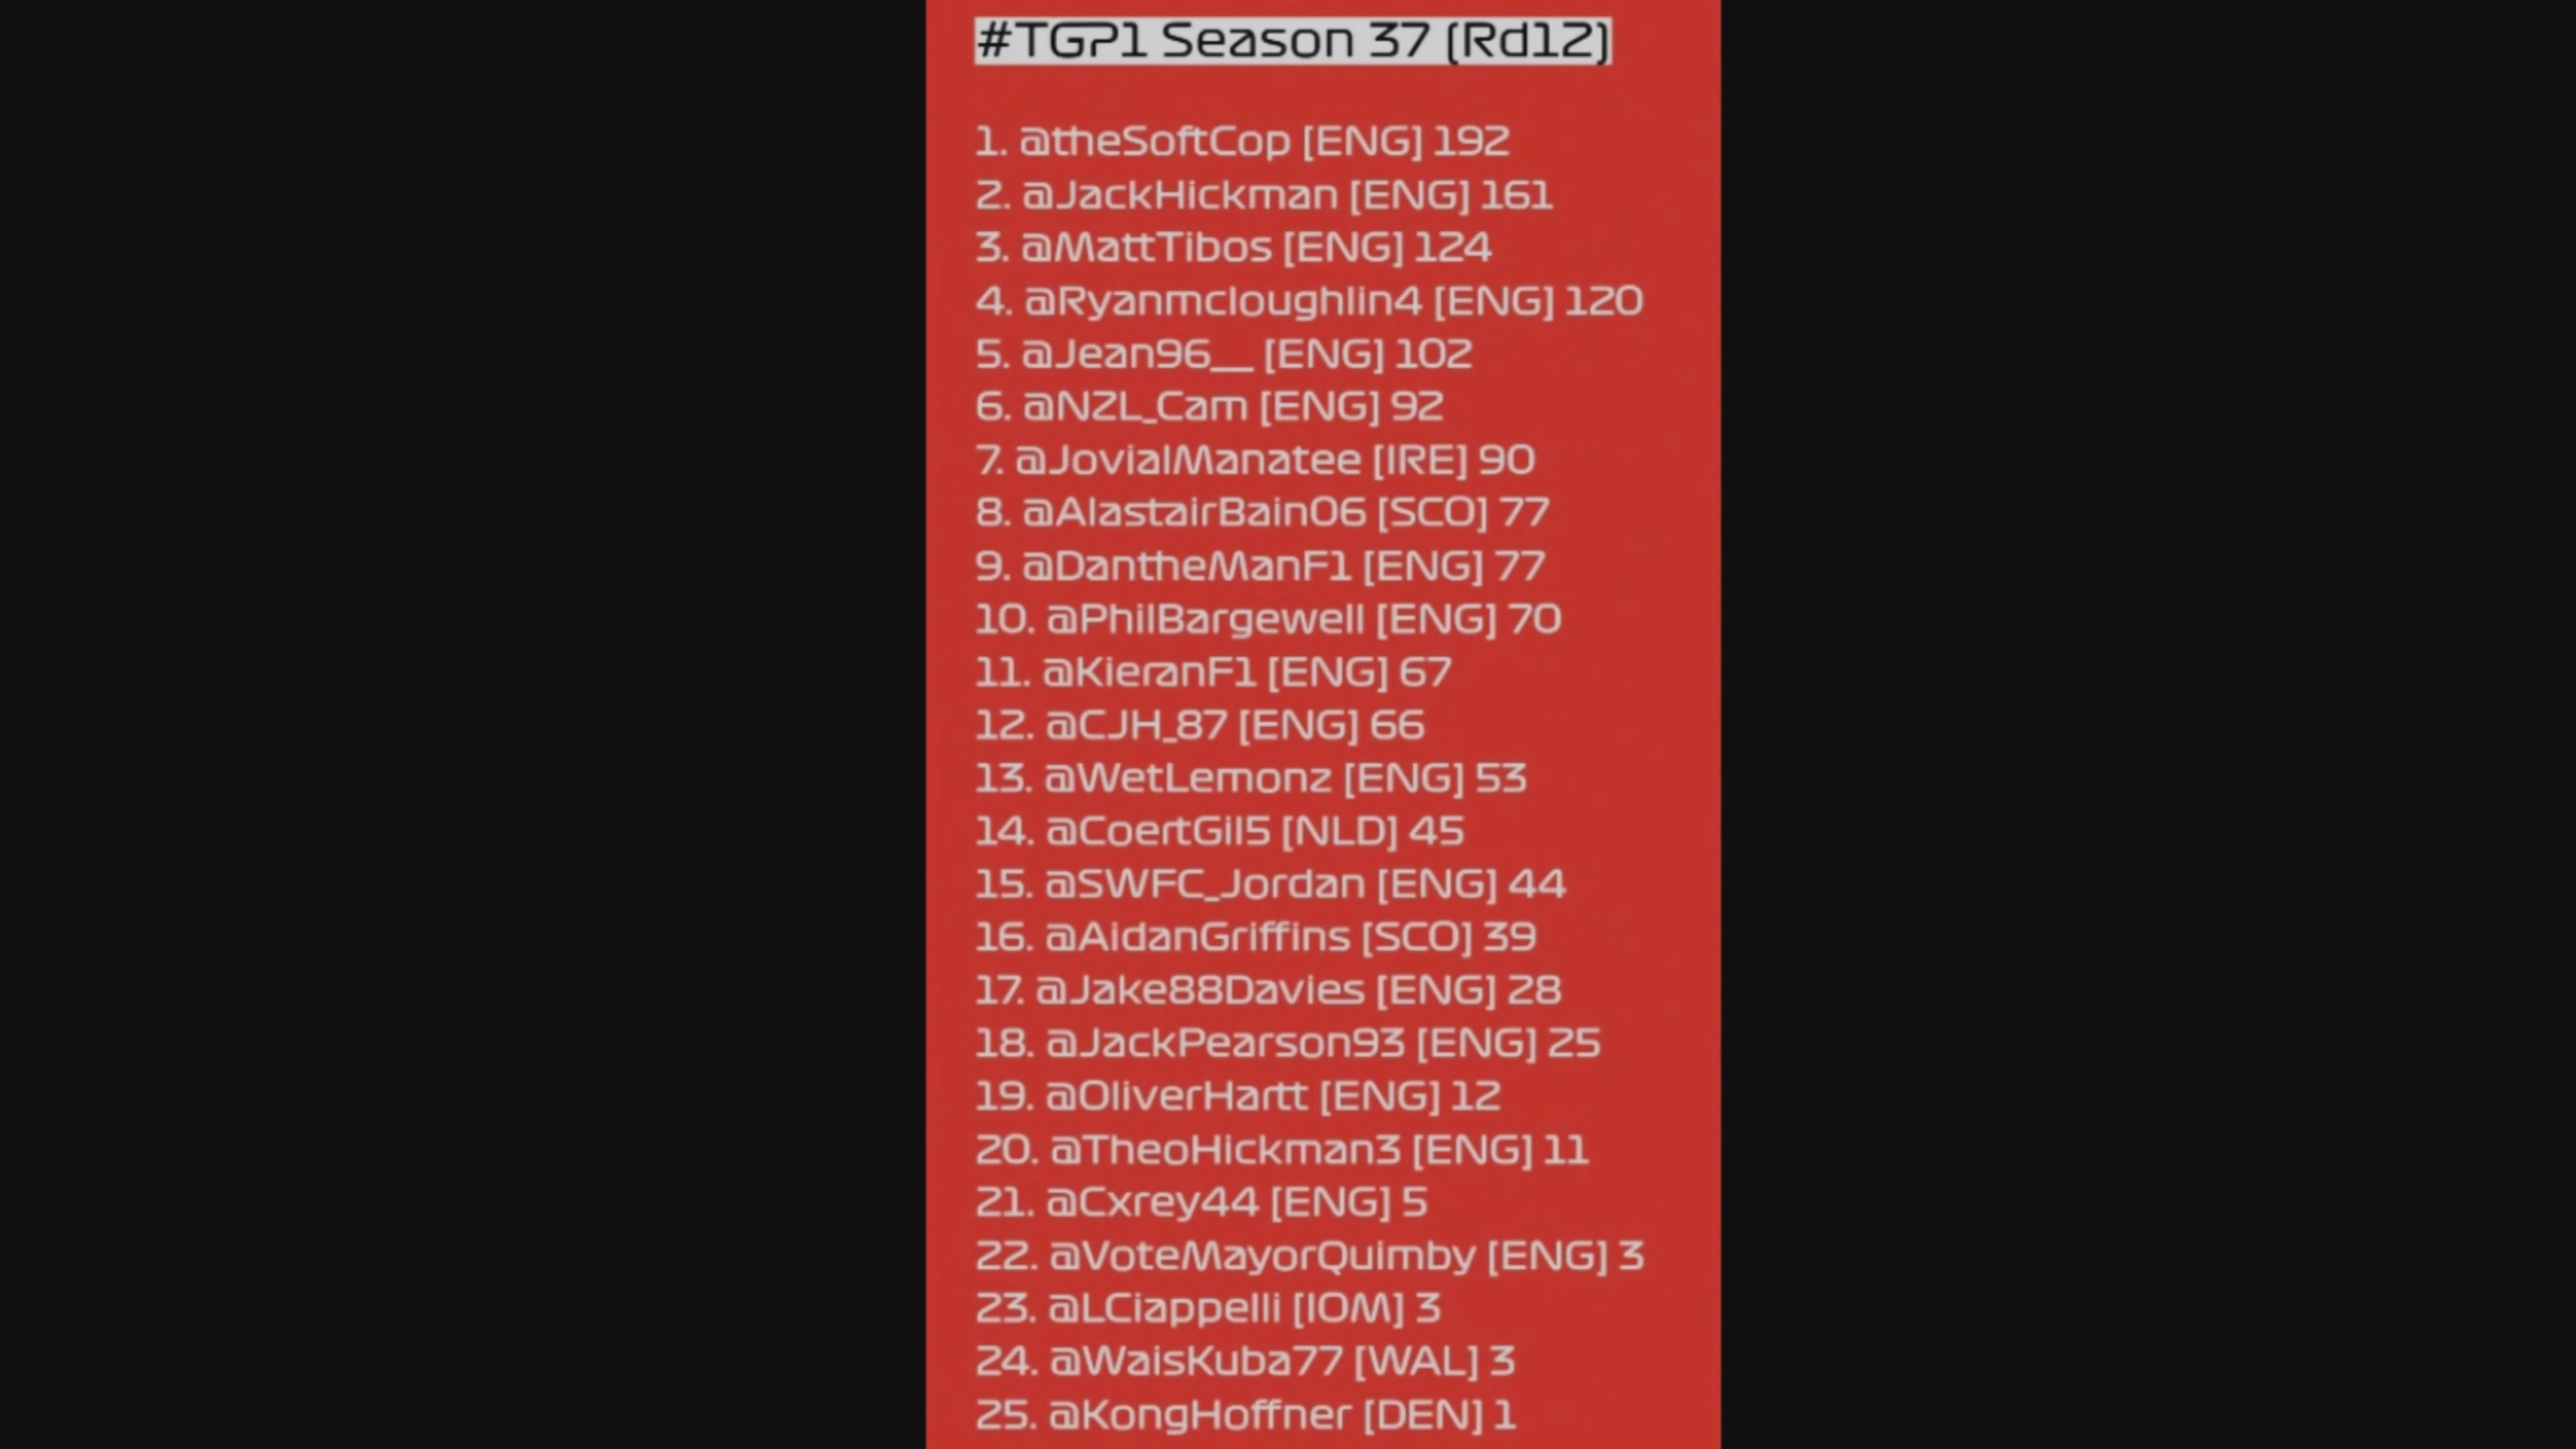 #TGP1 Season 37 (Rd12)
1. @theSoftCop [ENG] 192
2. @JackHickman [ENG] 161
3. @MattTibos [ENG] 124
4. @Ryanmcloughlin4 [ENG] 120
5. @Jean96__ [ENG] 102
6. @NZL_Cam [ENG] 92
7. @JovialManatee [IRE] 90
8. @AlastairBain06 [SCO] 77
9. @DantheManF1 [ENG] 77
10. @PhilBargewell [ENG] 70
11. @KieranF1 [ENG] 67
12. @CJH_87 [ENG] 66
13. @WetLemonz [ENG] 53
14. @CoertGil5 [NLD] 45
15. @SWFC_Jordan [ENG] 44
16. @AidanGriffins [SCO] 39
17. @Jake88Davies [ENG] 28
18. @JackPearson93 [ENG] 25
19. @OliverHartt [ENG] 12
20. @TheoHickman3 [ENG] 11
21. @Cxrey44 [ENG] 5
22. @VoteMayorQuimby [ENG] 3
23. @LCiappelli [IOM] 3
24. @WaisKuba77 [WAL] 3
25. @KongHoffner [DEN] 1